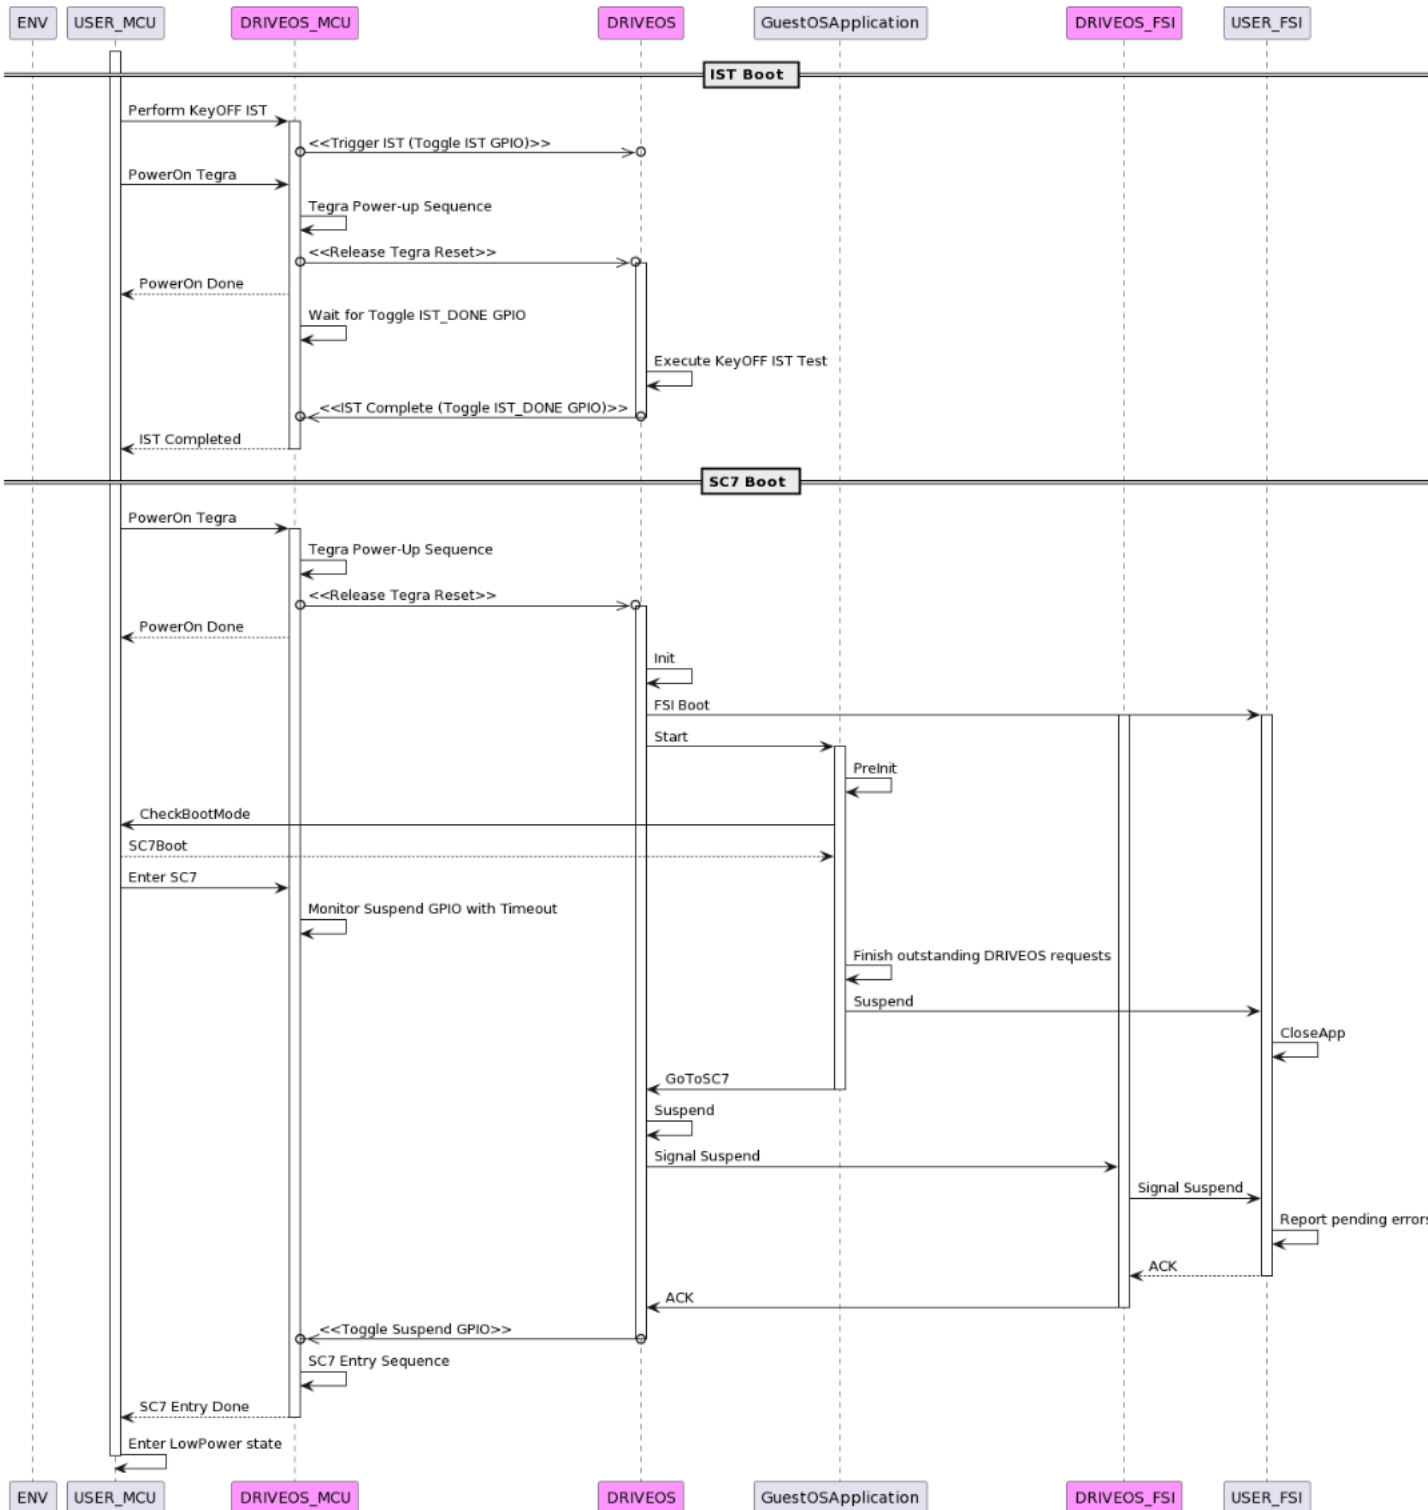 ENV USER_MCU DRIVEOS_MCU DRIVEOS GuestOSApplication DRIVEOS_FSI USER_FSI
IST Boot
Perform KeyOFF IST
<<Trigger IST (Toggle IST GPIO)>>
PowerOn Tegra
Tegra Power-up Sequence
<<Release Tegra Reset>>
PowerOn Done
Wait for Toggle IST_DONE GPIO
Execute KeyOFF IST Test
<<IST Complete (Toggle IST_DONE GPIO)>>
IST Completed
SC7 Boot
PowerOn Tegra
Tegra Power-Up Sequence
<<Release Tegra Reset>>
PowerOn Done
Init
FSI Boot
Start
PreInit
CheckBootMode
SC7Boot
Enter SC7
Monitor Suspend GPIO with Timeout
Finish outstanding DRIVEOS requests
Suspend
CloseApp
GoToSC7
Suspend
Signal Suspend
Signal Suspend
Report pending errors
ACK
ACK
<<Toggle Suspend GPIO>>
SC7 Entry Sequence
SC7 Entry Done
Enter LowPower state
ENV USER_MCU DRIVEOS_MCU DRIVEOS GuestOSApplication DRIVEOS_FSI USER_FSI